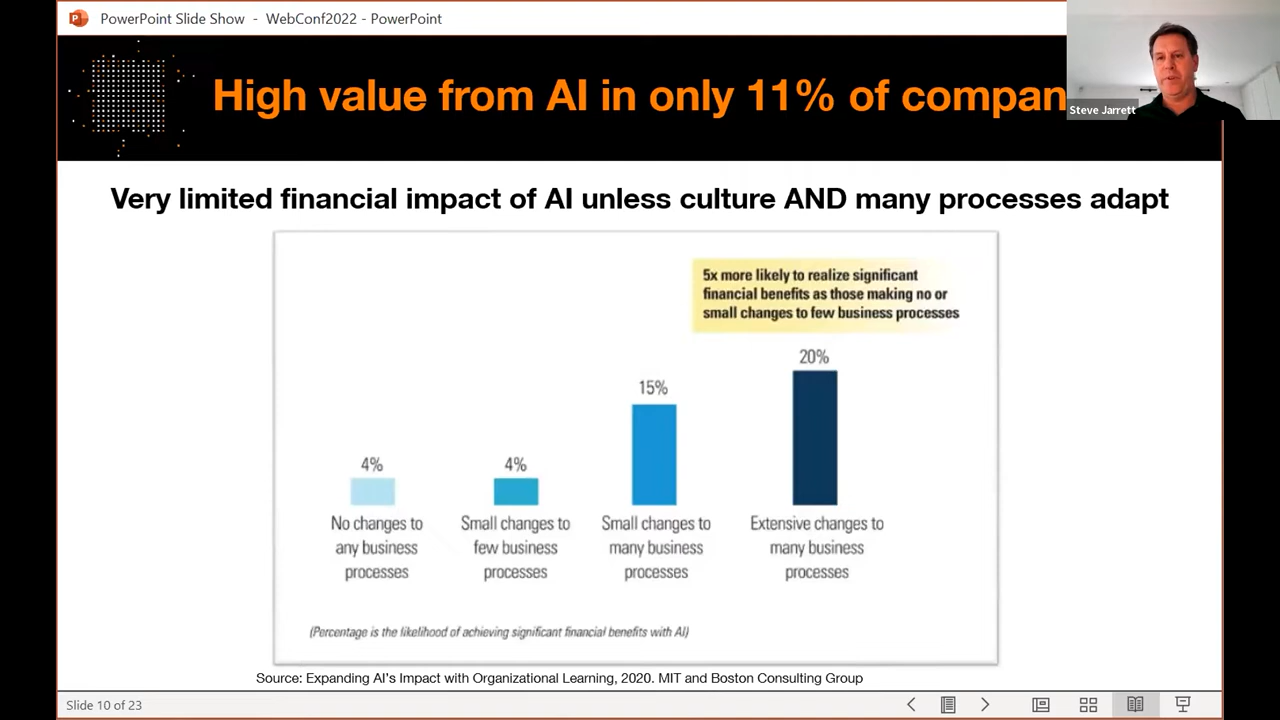 PowerPoint Slide Show - WebConf2022 - PowerPoint
High value from AI in only 11% of compan
Steve Jarrett
Very limited financial impact of AI unless culture AND many processes adapt
5x more likely to realize significant
financial benefits as those making no or
small changes to few business processes
20%
15%
4%
4%
No changes to
any business
processes
Small changes to
few business
processes
Small changes to
many business
processes
Extensive changes to
many business
processes
(Percentage is the likelihood of achieving significant financial benefits with AI)
Source: Expanding AI's Impact with Organizational Learning, 2020. MIT and Boston Consulting Group
Slide 10 of 23